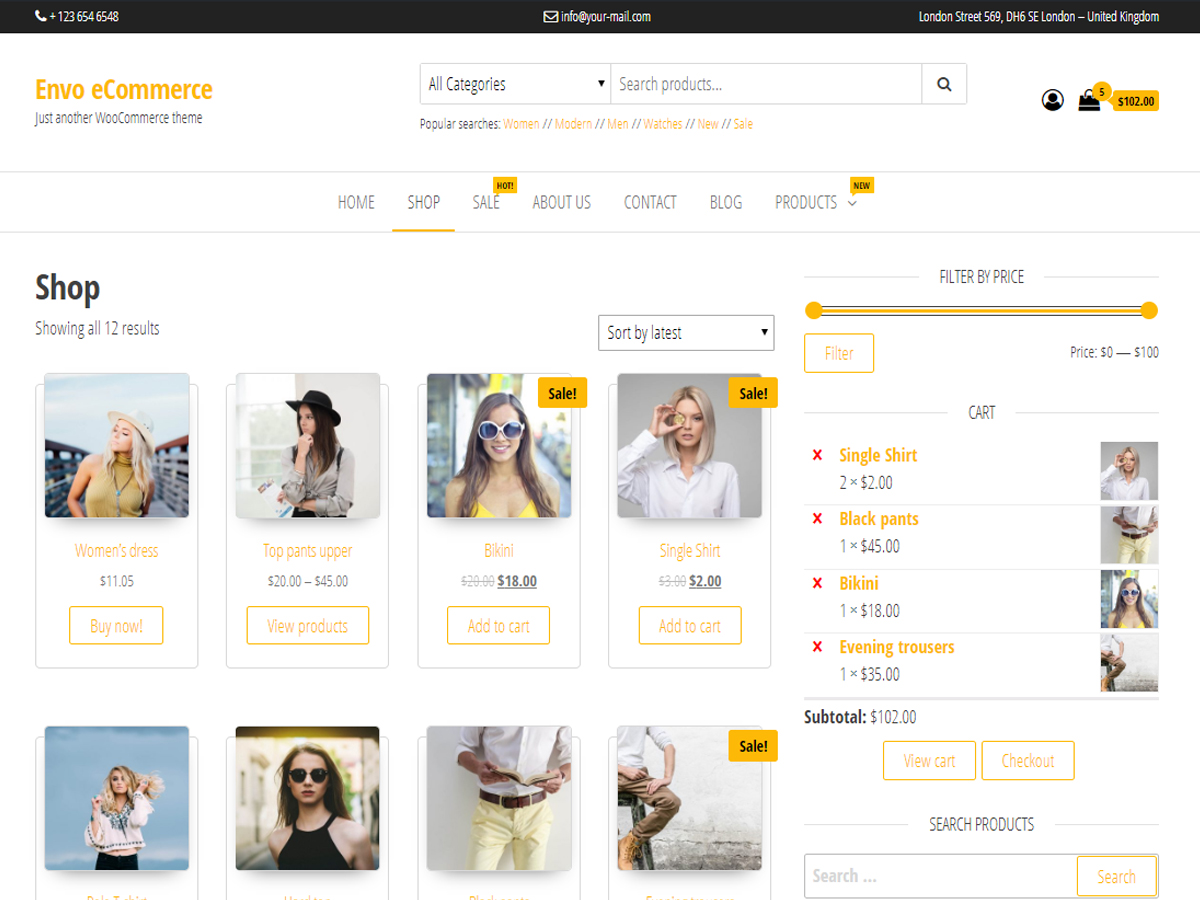 + 123 654 6548
info@your-mail.com
London Street 569, DH6 SE London – United Kingdom
Envo eCommerce
Just another WooCommerce theme
All Categories
Search products...
5
$102.00
Popular searches: Women // Modern // Men // Watches // New // Sale
HOT!
NEW
HOME SHOP SALE ABOUT US CONTACT BLOG PRODUCTS
Shop
Showing all 12 results
Sort by latest
Sale!
Sale!
Women's dress
$11.05
Buy now!
Top pants upper
$20.00 – $45.00
View products
Bikini
$20.00 $18.00
Add to cart
Single Shirt
$3.00 $2.00
Add to cart
Sale!
Black pants
FILTER BY PRICE
Filter
Price: $0 — $100
CART
Single Shirt
2 × $2.00
Black pants
1 × $45.00
Bikini
1 × $18.00
Evening trousers
1 × $35.00
Subtotal: $102.00
View cart
Checkout
SEARCH PRODUCTS
Search ...
Search